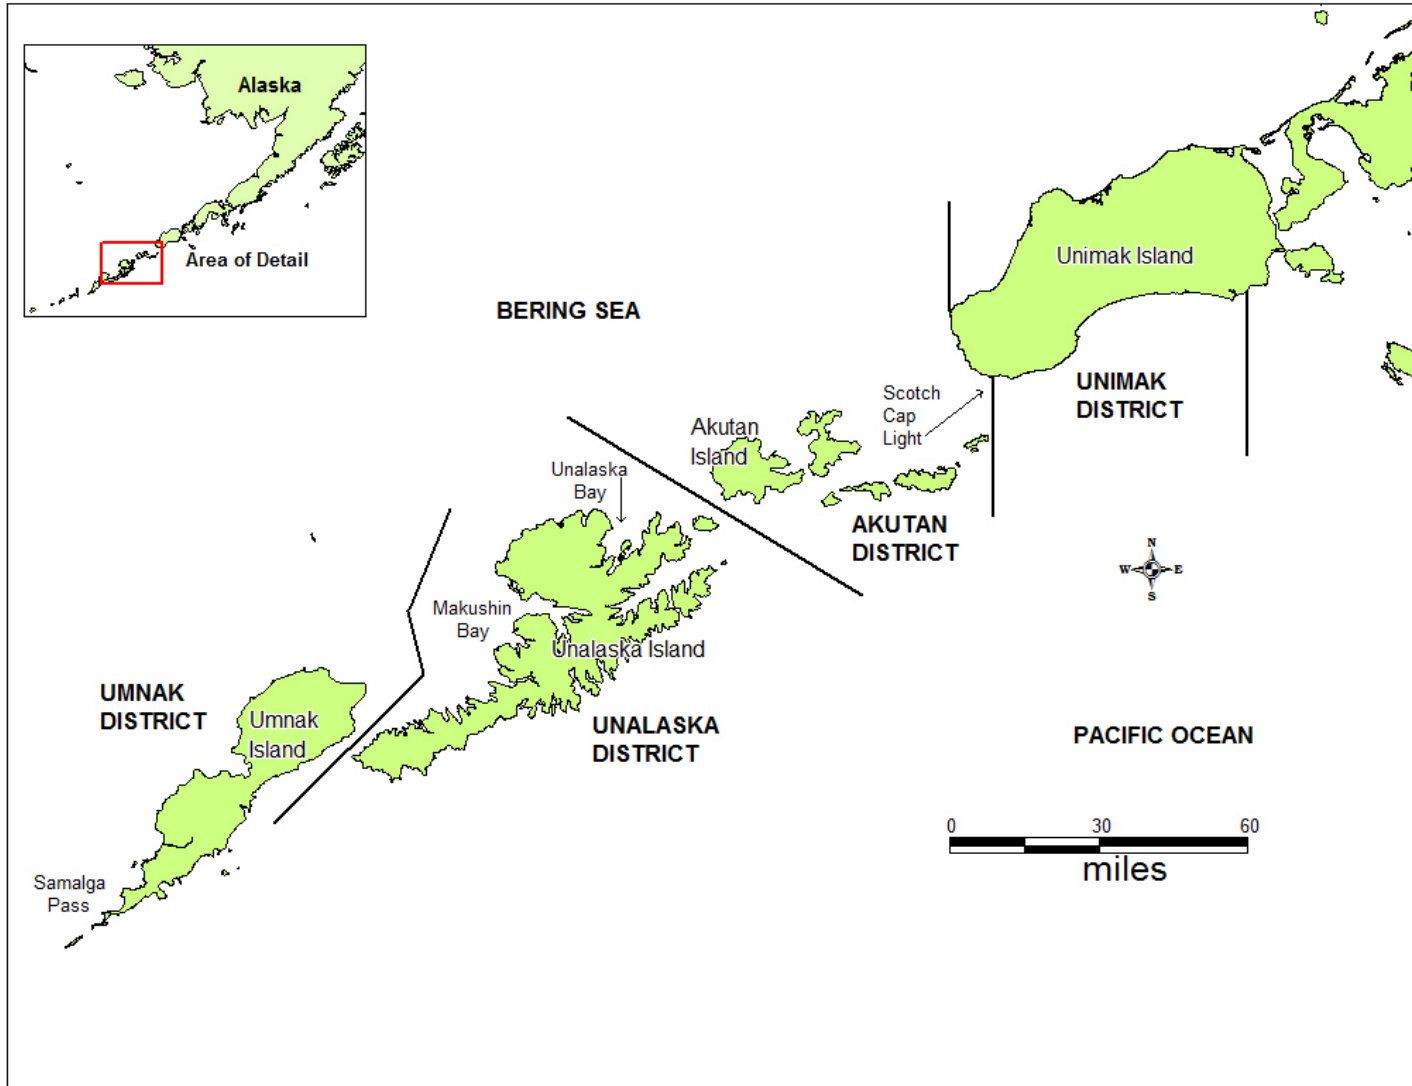 Alaska
Area of Detail
BERING SEA
Unimak Island
UNIMAK
DISTRICT
Scotch
Cap
Light
Akutan
Island
AKUTAN
DISTRICT
Unalaska
Bay
N
W
E
S
Makushin
Bay
Unalaska Island
UNALASKA
DISTRICT
UMNAK
DISTRICT
Umnak
Island
PACIFIC OCEAN
0 30 60
miles
Samalga
Pass